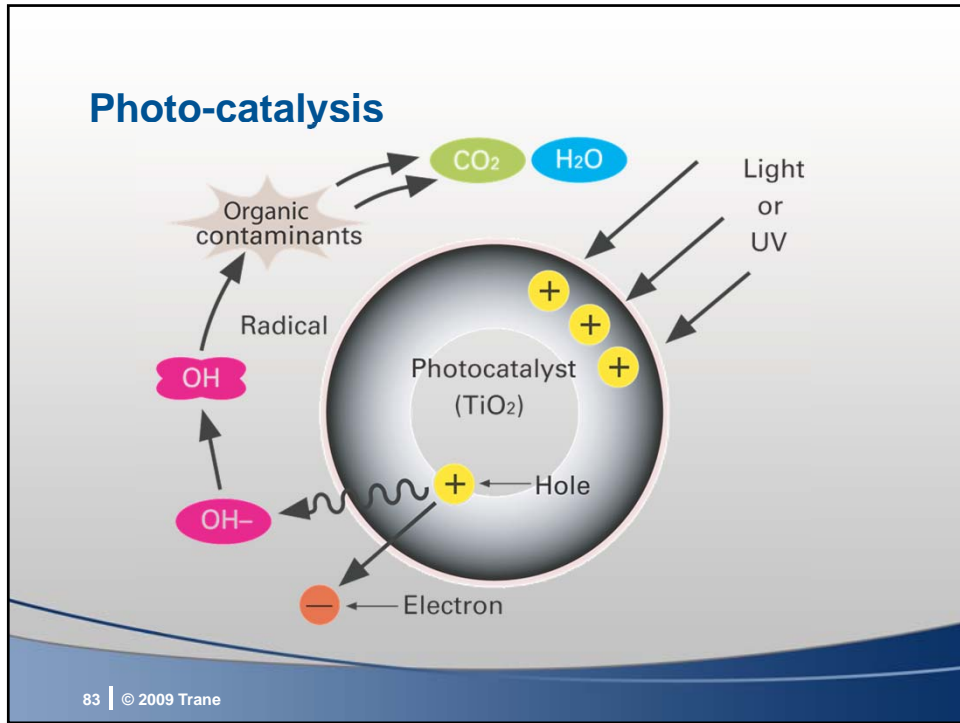 Photo-catalysis
CO₂
H₂O
Light
or
UV
Organic
contaminants
Radical
OH
Photocatalyst
(TiO₂)
+
+
+
+
Hole
OH–
–
Electron
83 | © 2009 Trane